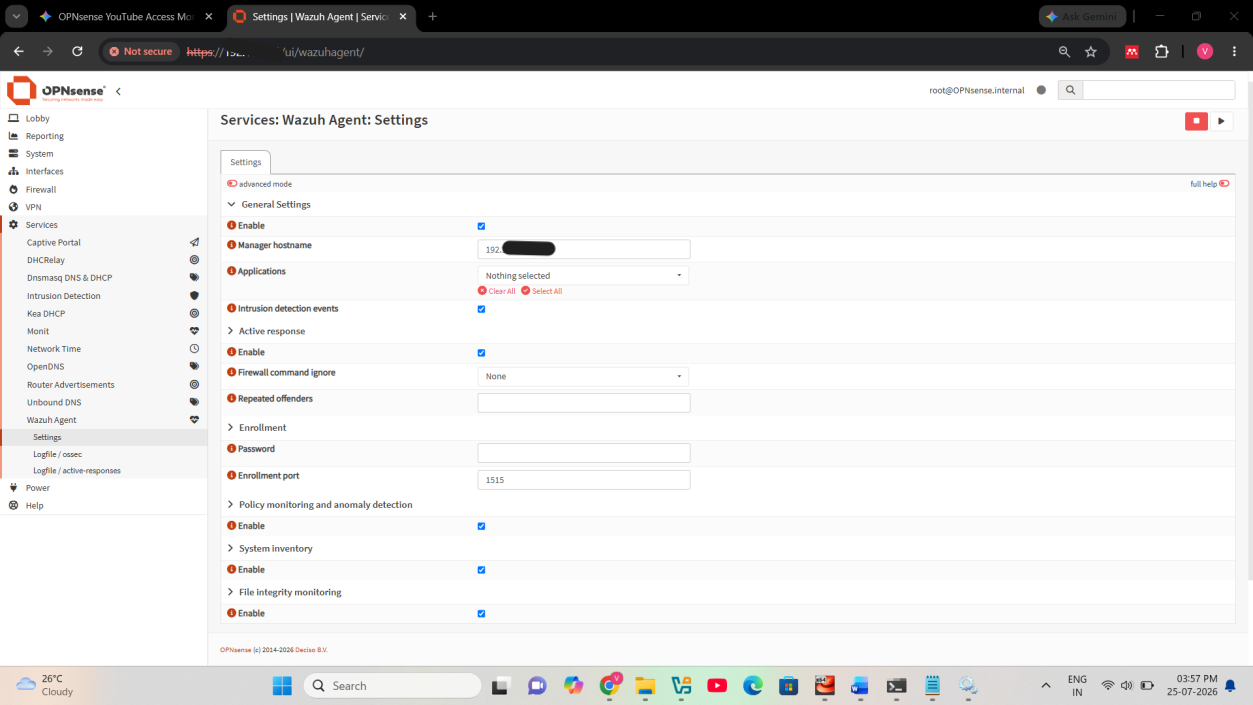 OPNsense YouTube Access Mo
Settings | Wazuh Agent | Servic
Ask Gemini
Not secure
https://192. /ui/wazuhagent/
V
OPNsense
Securing networks made easy
root@OPNsense.internal
Lobby
Reporting
System
Interfaces
Firewall
VPN
Services
Captive Portal
DHCRelay
Dnsmasq DNS & DHCP
Intrusion Detection
Kea DHCP
Monit
Network Time
OpenDNS
Router Advertisements
Unbound DNS
Wazuh Agent
Settings
Logfile / ossec
Logfile / active-responses
Power
Help
Services: Wazuh Agent: Settings
Settings
advanced mode
full help
General Settings
Enable
Manager hostname
192.
Applications
Nothing selected
Clear All Select All
Intrusion detection events
Active response
Enable
Firewall command ignore
None
Repeated offenders
Enrollment
Password
Enrollment port
1515
Policy monitoring and anomaly detection
Enable
System inventory
Enable
File integrity monitoring
Enable
OPNsense (c) 2014-2026 Deciso B.V.
26°C
Cloudy
Search
ENG
IN
03:57 PM
25-07-2026